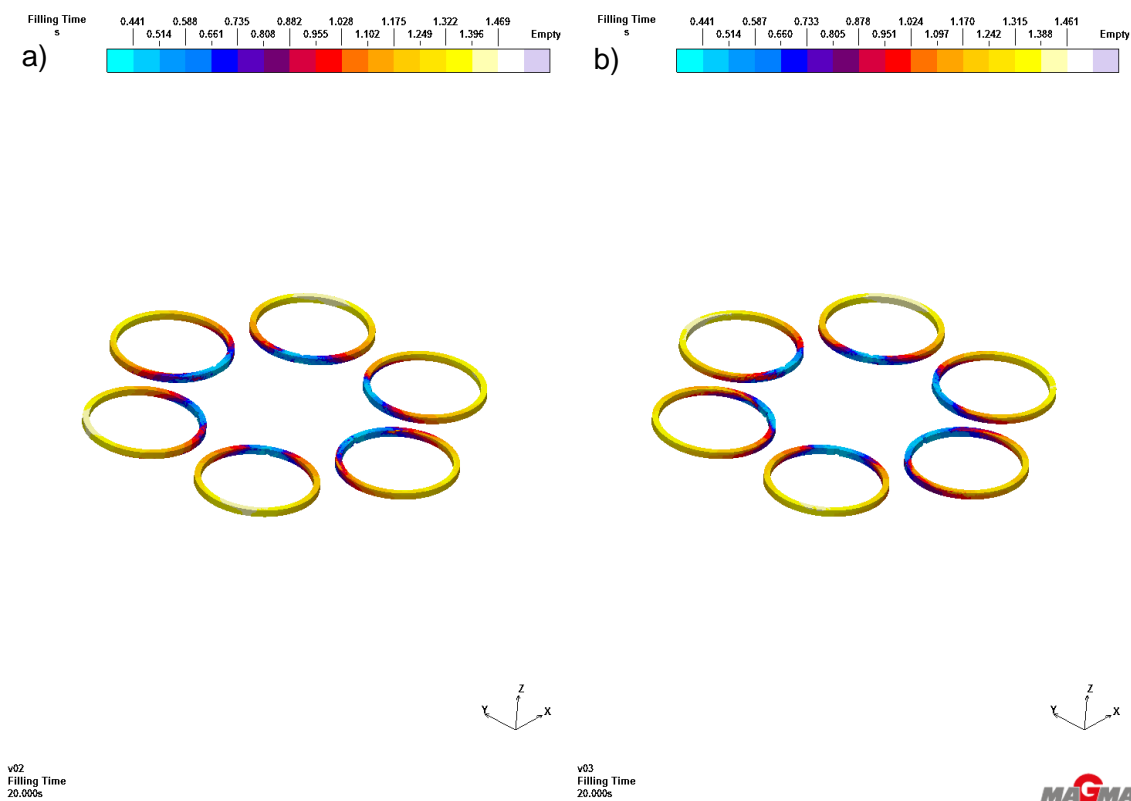 Filling Time
s
0.441 0.588 0.735 0.882 1.028 1.175 1.322 1.469
0.514 0.661 0.808 0.955 1.102 1.249 1.396 Empty
a)
Z
Y X
v02
Filling Time
20.000s
Filling Time
s
0.441 0.587 0.733 0.878 1.024 1.170 1.315 1.461
0.514 0.660 0.805 0.951 1.097 1.242 1.388 Empty
b)
Z
Y X
v03
Filling Time
20.000s
MAGMA